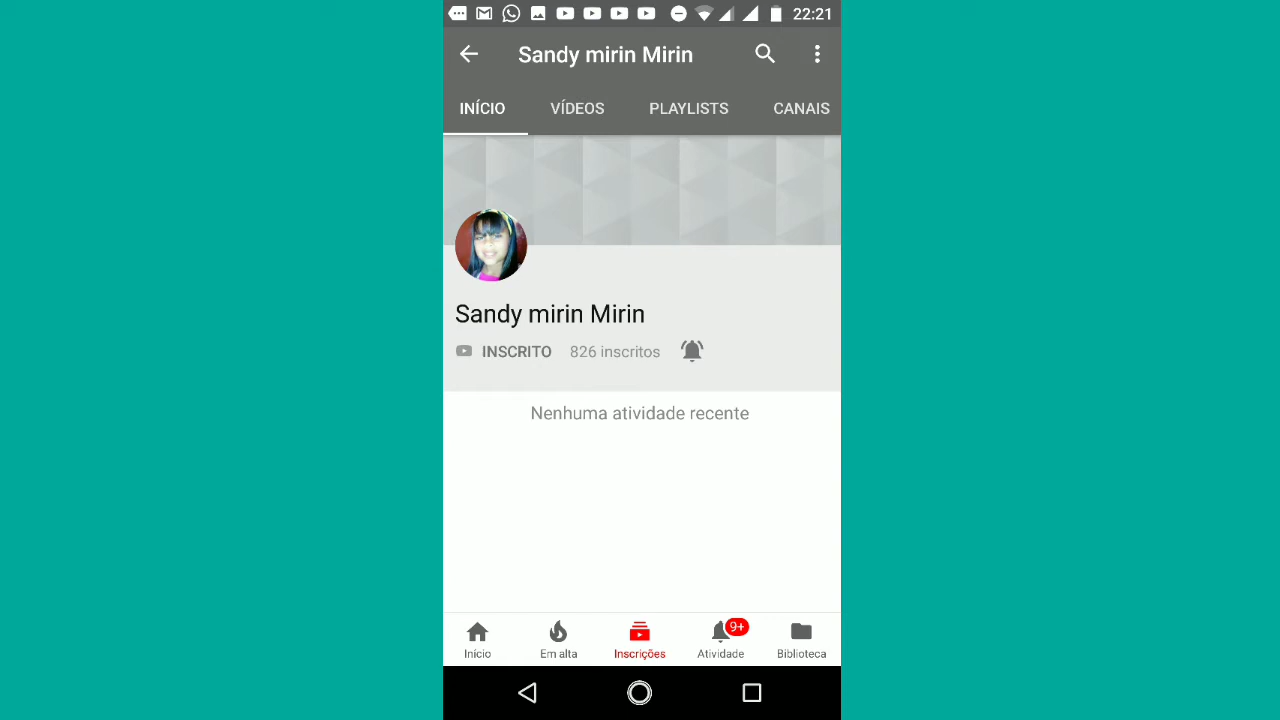 22:21
Sandy mirin Mirin
INÍCIO VÍDEOS PLAYLISTS CANAIS
Sandy mirin Mirin
INSCRITO 826 inscritos
Nenhuma atividade recente
9+
Início Em alta Inscrições Atividade Biblioteca